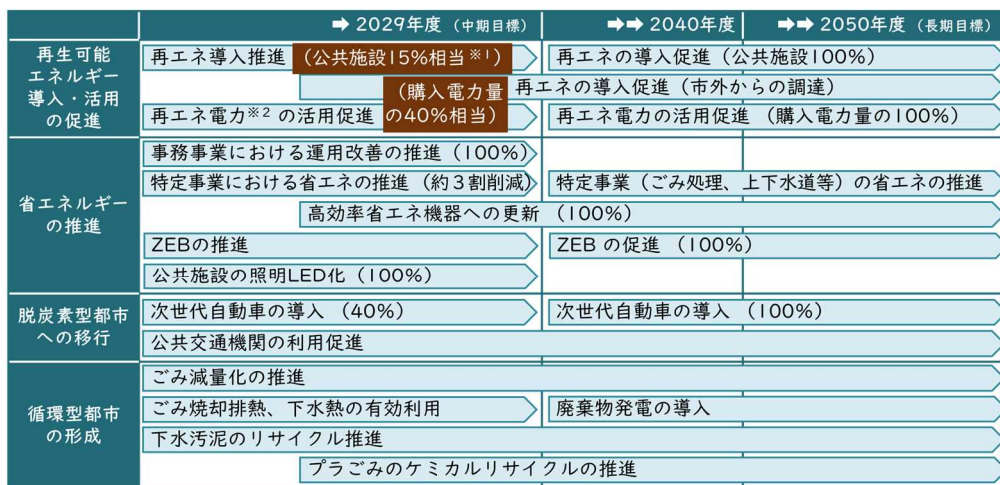 ➡ 2029年度（中期目標）
➡➡ 2040年度
➡➡ 2050年度（長期目標）
再生可能
エネルギー
導入・活用
の促進
再エネ導入推進（公共施設15%相当※1）
再エネの導入促進（公共施設100%）
再エネの導入促進（市外からの調達）
再エネ電力※2 の活用促進
（購入電力量
の40%相当）
再エネ電力の活用促進（購入電力量の100%）
省エネルギー
の推進
事務事業における運用改善の推進（100%）
特定事業における省エネの推進（約3割削減）
特定事業（ごみ処理、上下水道等）の省エネの推進
高効率省エネ機器への更新（100%）
ZEBの推進
ZEB の促進（100%）
公共施設の照明LED化（100%）
脱炭素型都市
への移行
次世代自動車の導入（40%）
次世代自動車の導入（100%）
公共交通機関の利用促進
循環型都市
の形成
ごみ減量化の推進
ごみ焼却排熱、下水熱の有効利用
廃棄物発電の導入
下水汚泥のリサイクル推進
プラごみのケミカルリサイクルの推進